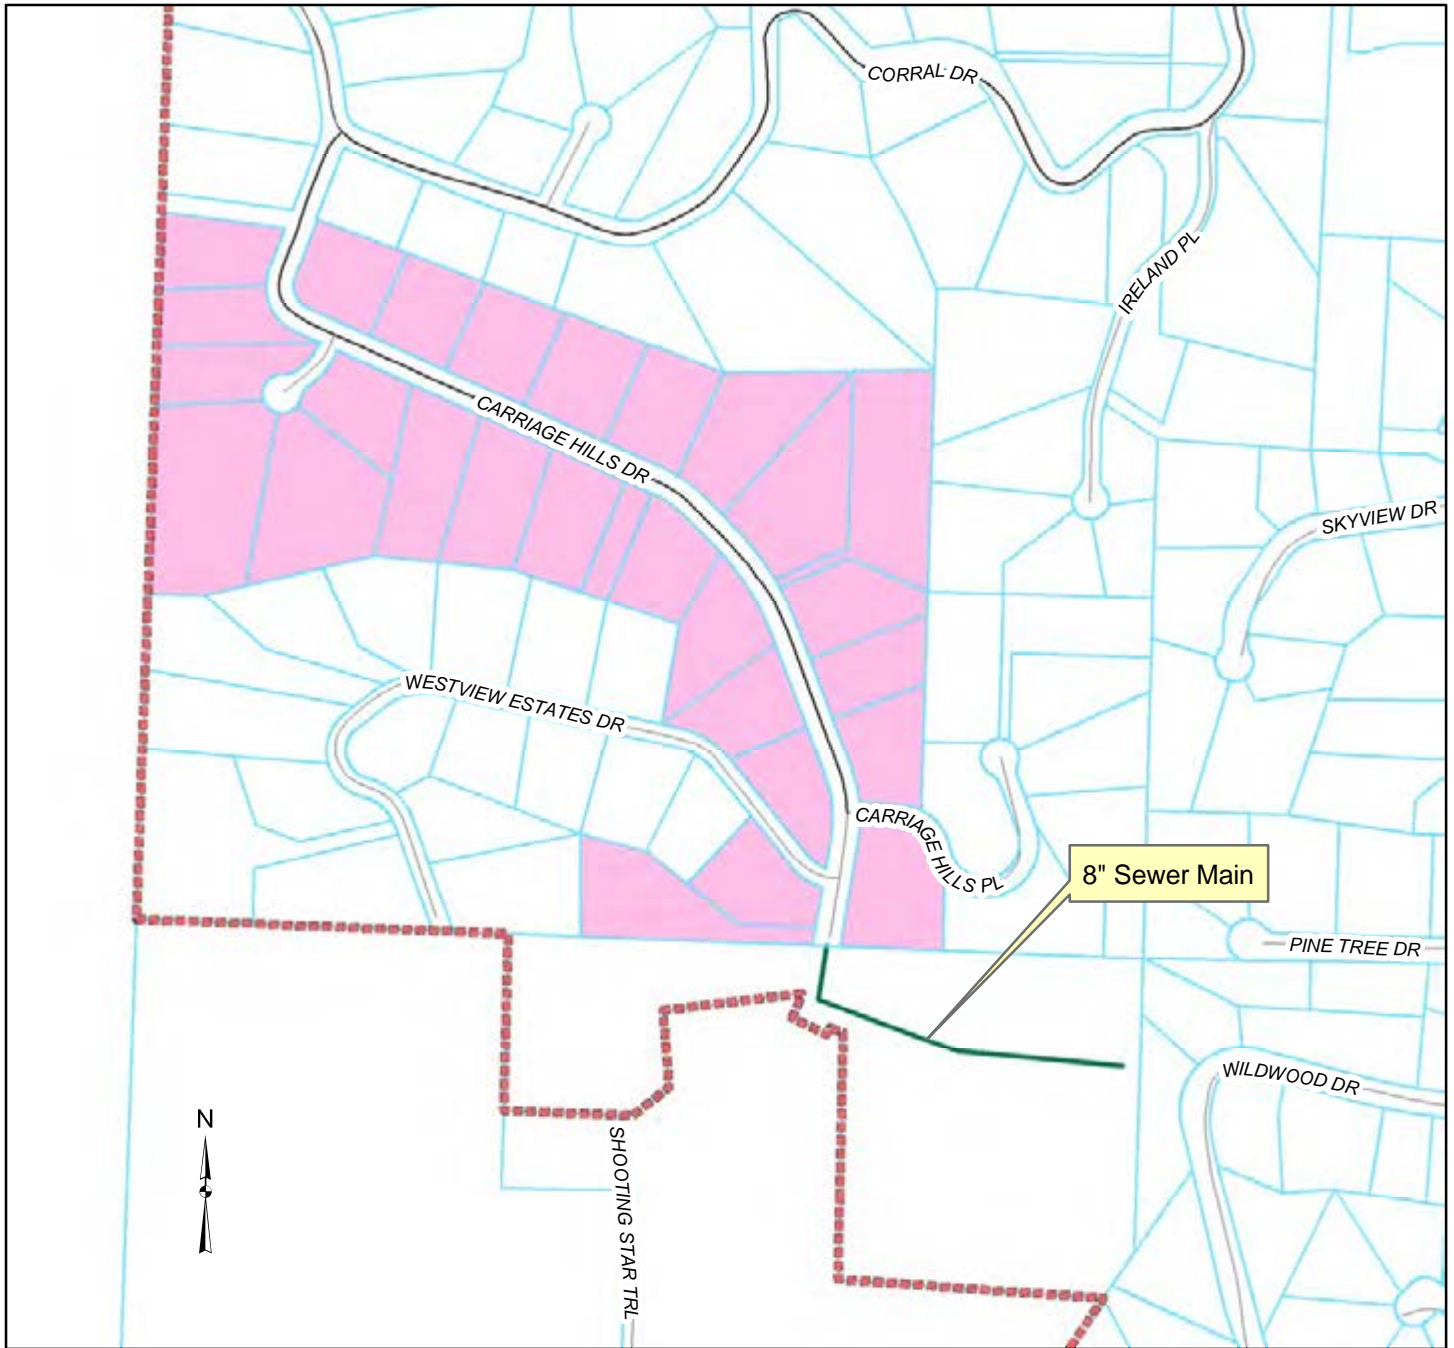 CORRAL DR
IRELAND PL
CARRIAGE HILLS DR
SKYVIEW DR
WESTVIEW ESTATES DR
CARRIAGE HILLS PL
8" Sewer Main
PINE TREE DR
WILDWOOD DR
N
SHOOTING STAR TRL